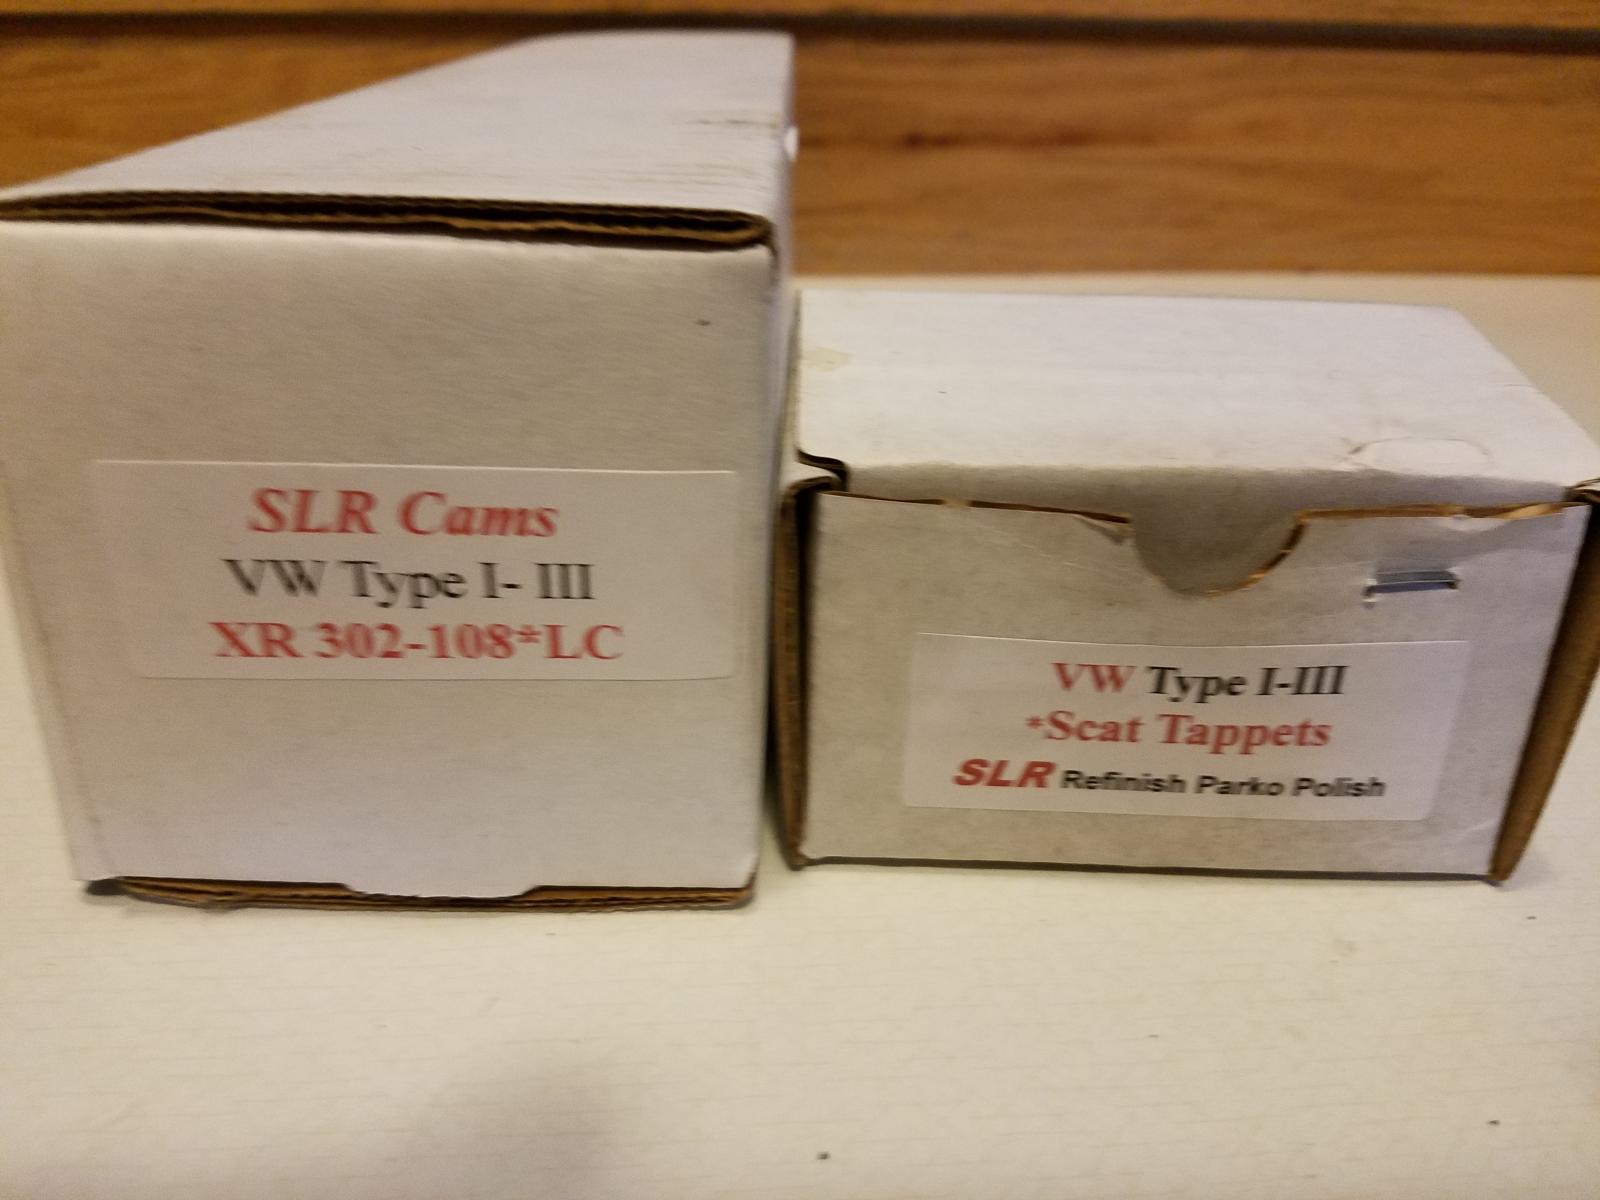 SLR Cams
VW Type I- III
XR 302-108*LC
VW Type I-III
*Scat Tappets
SLR Refinish Parko Polish